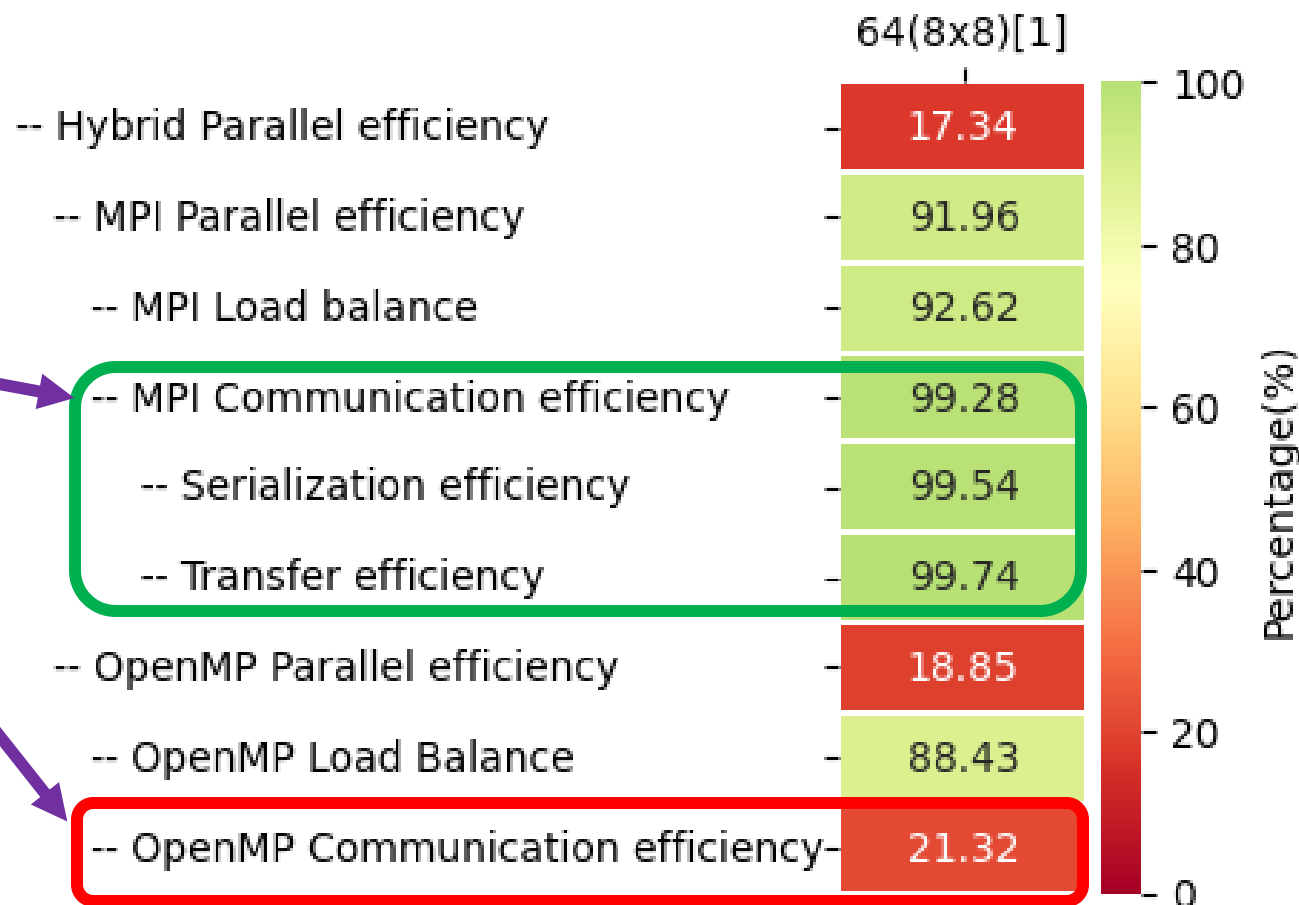 64(8x8)[1]
-- Hybrid Parallel efficiency 17.34
-- MPI Parallel efficiency 91.96
-- MPI Load balance 92.62
-- MPI Communication efficiency 99.28
-- Serialization efficiency 99.54
-- Transfer efficiency 99.74
-- OpenMP Parallel efficiency 18.85
-- OpenMP Load Balance 88.43
-- OpenMP Communication efficiency 21.32
100
80
60
40
20
0
Percentage(%)